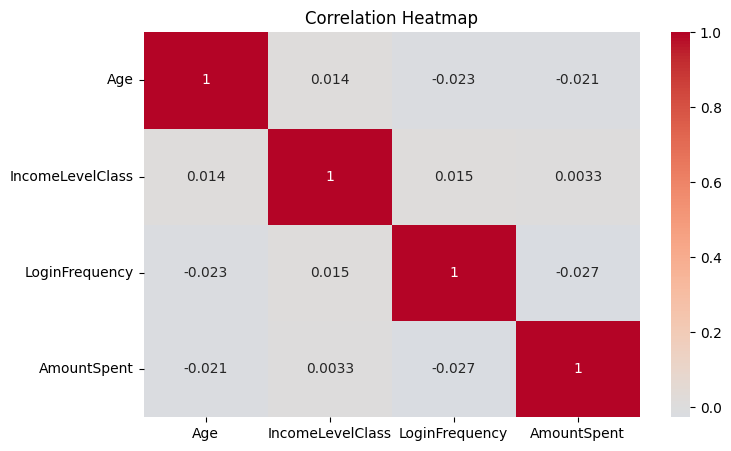 Correlation Heatmap
Age 1 0.014 -0.023 -0.021
IncomeLevelClass 0.014 1 0.015 0.0033
LoginFrequency -0.023 0.015 1 -0.027
AmountSpent -0.021 0.0033 -0.027 1
Age IncomeLevelClass LoginFrequency AmountSpent
1.0
0.8
0.6
0.4
0.2
0.0